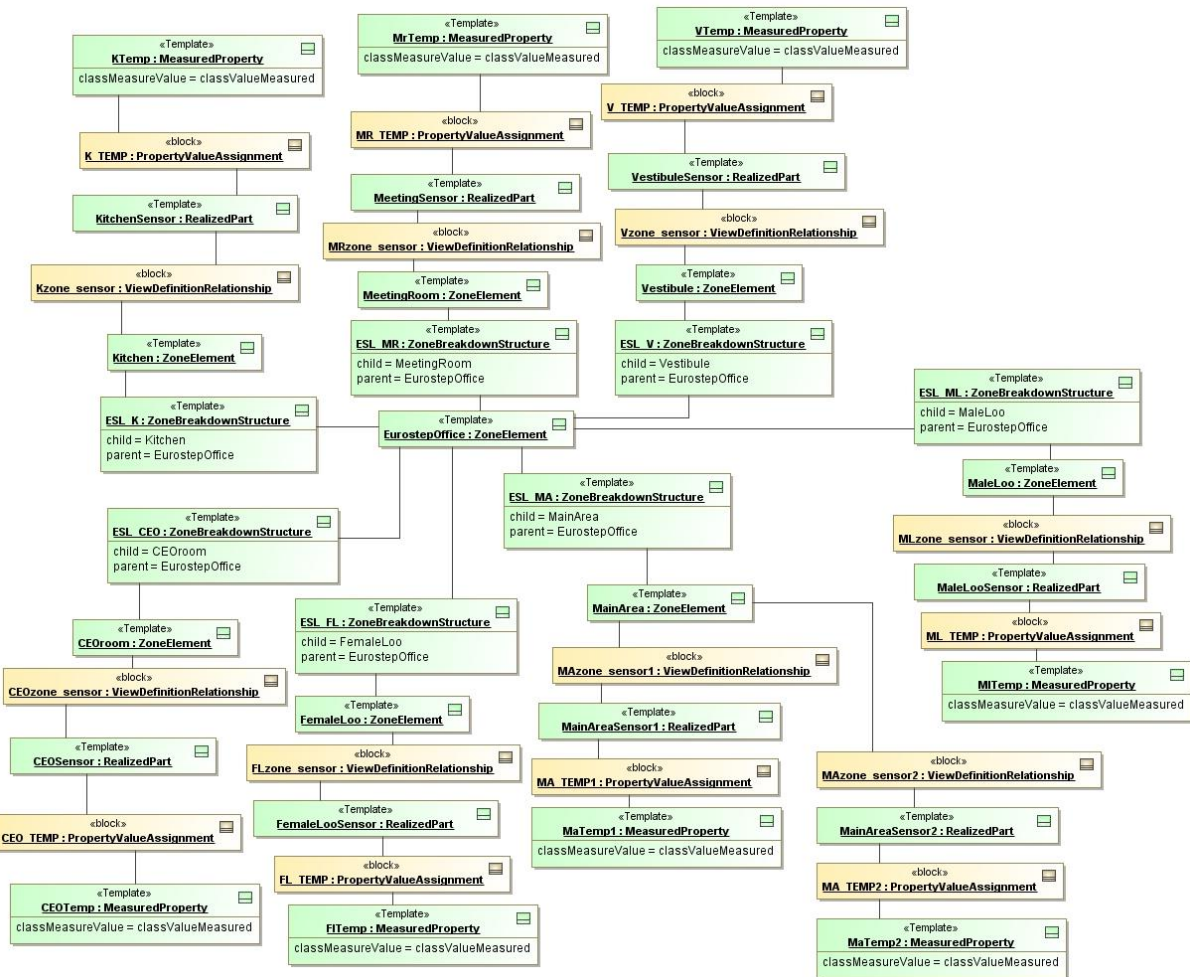 «Template»
KTemp : MeasuredProperty
classMeasureValue = classValueMeasured
«block»
K_TEMP : PropertyValueAssignment
«Template»
KitchenSensor : RealizedPart
«block»
Kzone_sensor : ViewDefinitionRelationship
«Template»
Kitchen : ZoneElement
«Template»
ESL_K : ZoneBreakdownStructure
child = Kitchen
parent = EurostepOffice
«Template»
MrTemp : MeasuredProperty
classMeasureValue = classValueMeasured
«block»
MR_TEMP : PropertyValueAssignment
«Template»
MeetingSensor : RealizedPart
«block»
MRzone_sensor : ViewDefinitionRelationship
«Template»
MeetingRoom : ZoneElement
«Template»
ESL_MR : ZoneBreakdownStructure
child = MeetingRoom
parent = EurostepOffice
«Template»
VTemp : MeasuredProperty
classMeasureValue = classValueMeasured
«block»
V_TEMP : PropertyValueAssignment
«Template»
VestibuleSensor : RealizedPart
«block»
Vzone_sensor : ViewDefinitionRelationship
«Template»
Vestibule : ZoneElement
«Template»
ESL_V : ZoneBreakdownStructure
child = Vestibule
parent = EurostepOffice
«Template»
EurostepOffice : ZoneElement
«Template»
ESL_ML : ZoneBreakdownStructure
child = MaleLoo
parent = EurostepOffice
«Template»
MaleLoo : ZoneElement
«block»
MLzone_sensor : ViewDefinitionRelationship
«Template»
MaleLooSensor : RealizedPart
«block»
ML_TEMP : PropertyValueAssignment
«Template»
MlTemp : MeasuredProperty
classMeasureValue = classValueMeasured
«Template»
ESL_CEO : ZoneBreakdownStructure
child = CEOroom
parent = EurostepOffice
«Template»
CEOroom : ZoneElement
«block»
CEOzone_sensor : ViewDefinitionRelationship
«Template»
CEOSensor : RealizedPart
«block»
CEO_TEMP : PropertyValueAssignment
«Template»
CEOTemp : MeasuredProperty
classMeasureValue = classValueMeasured
«Template»
ESL_FL : ZoneBreakdownStructure
child = FemaleLoo
parent = EurostepOffice
«Template»
FemaleLoo : ZoneElement
«block»
FLzone_sensor : ViewDefinitionRelationship
«Template»
FemaleLooSensor : RealizedPart
«block»
FL_TEMP : PropertyValueAssignment
«Template»
FlTemp : MeasuredProperty
classMeasureValue = classValueMeasured
«Template»
ESL_MA : ZoneBreakdownStructure
child = MainArea
parent = EurostepOffice
«Template»
MainArea : ZoneElement
«block»
MAzone_sensor1 : ViewDefinitionRelationship
«Template»
MainAreaSensor1 : RealizedPart
«block»
MA_TEMP1 : PropertyValueAssignment
«Template»
MaTemp1 : MeasuredProperty
classMeasureValue = classValueMeasured
«block»
MAzone_sensor2 : ViewDefinitionRelationship
«Template»
MainAreaSensor2 : RealizedPart
«block»
MA_TEMP2 : PropertyValueAssignment
«Template»
MaTemp2 : MeasuredProperty
classMeasureValue = classValueMeasured